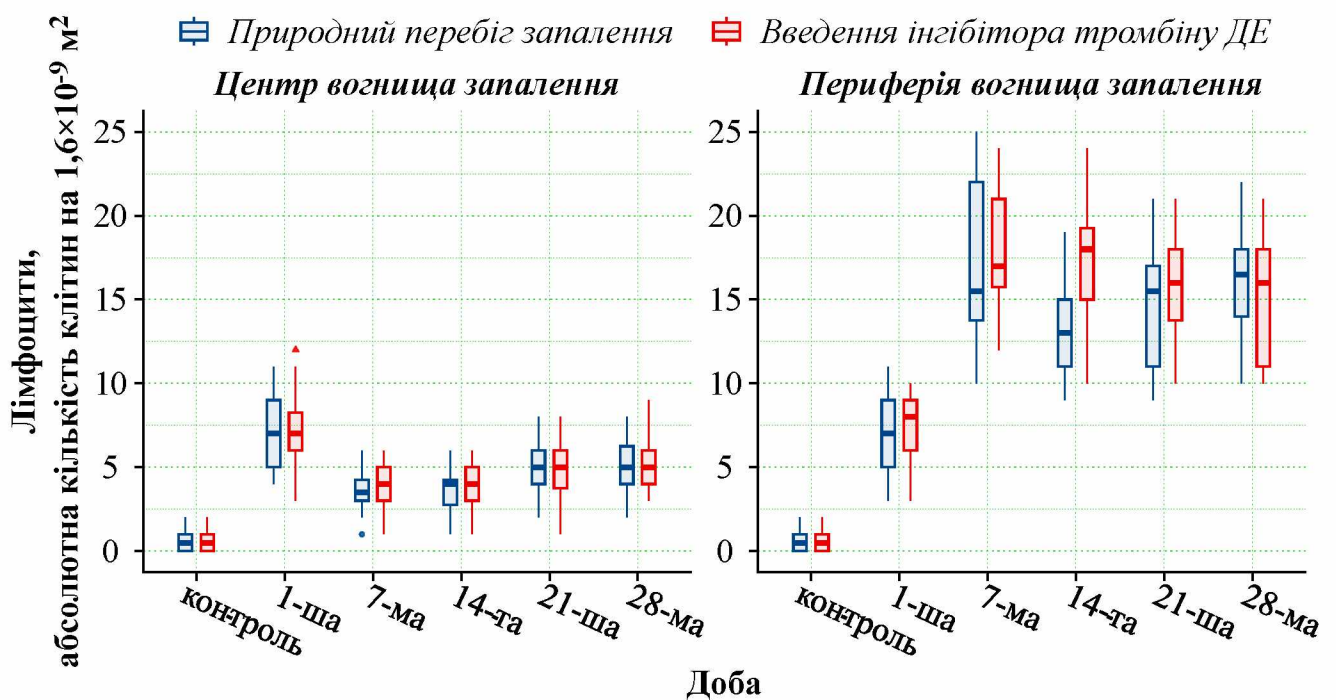 Природний перебіг запалення Введення інгібітора тромбіну ДЕ
Центр вогнища запалення Периферія вогнища запалення
Лімфоцити,
абсолютна кількість клітин на 1,6×10⁻⁹ м²
25
20
15
10
5
0
контроль 1-ша 7-ма 14-та 21-ша 28-ма
25
20
15
10
5
0
контроль 1-ша 7-ма 14-та 21-ша 28-ма
Доба